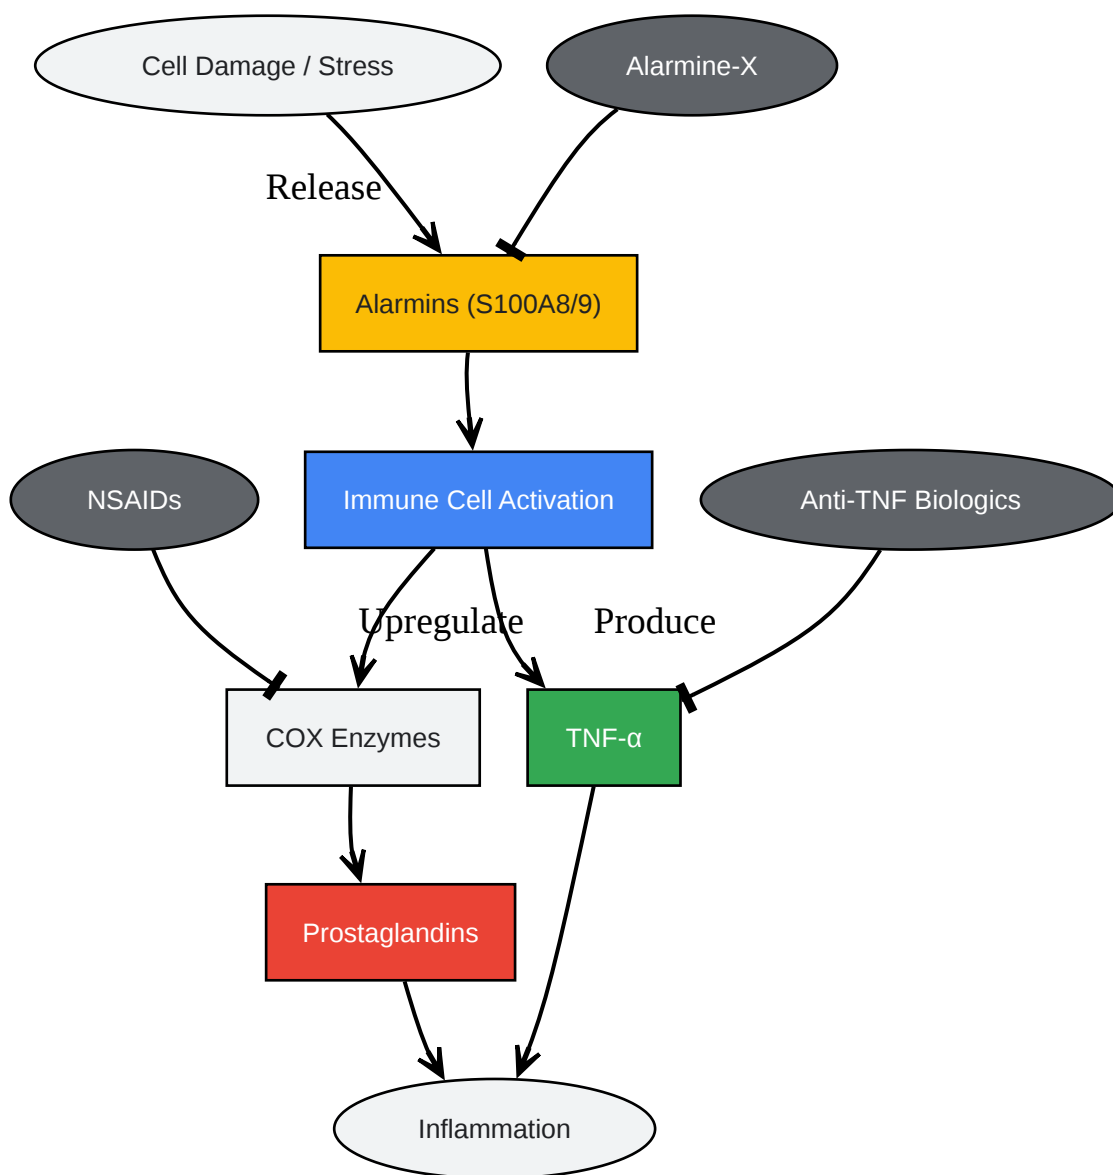 Cell Damage / Stress
Alarmine-X
Release
Alarmins (S100A8/9)
NSAIDs
Immune Cell Activation
Anti-TNF Biologics
Upregulate
Produce
COX Enzymes
TNF-α
Prostaglandins
Inflammation